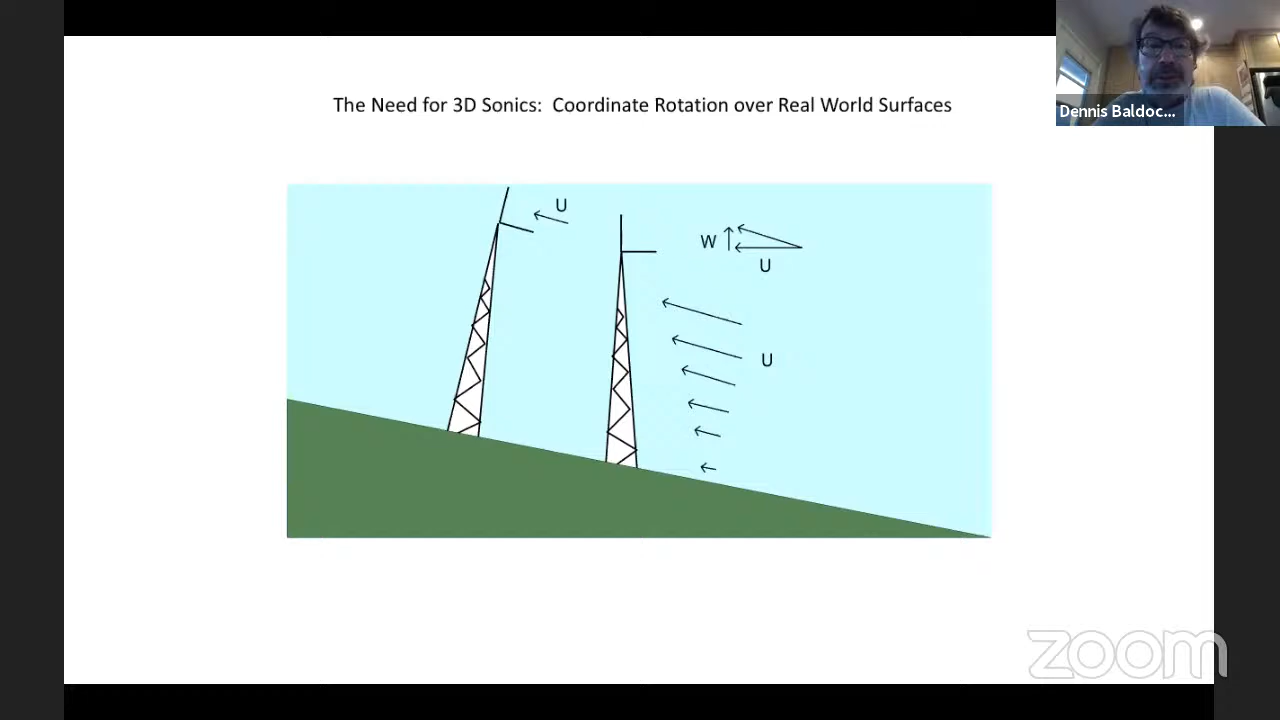 The Need for 3D Sonics: Coordinate Rotation over Real World Surfaces
Dennis Baldoc...
U
W
U
U
zoom